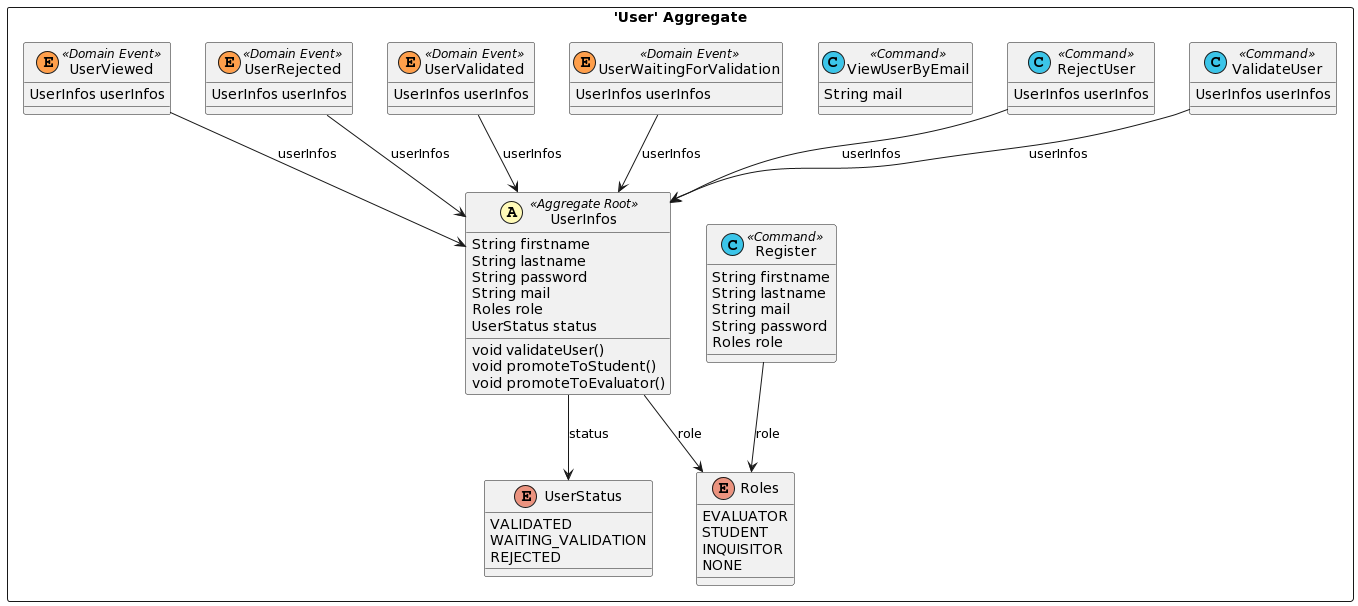 'User' Aggregate
E «Domain Event»
UserViewed
UserInfos userInfos
E «Domain Event»
UserRejected
UserInfos userInfos
E «Domain Event»
UserValidated
UserInfos userInfos
E «Domain Event»
UserWaitingForValidation
UserInfos userInfos
C «Command»
ViewUserByEmail
String mail
C «Command»
RejectUser
UserInfos userInfos
C «Command»
ValidateUser
UserInfos userInfos
userInfos
userInfos
userInfos
userInfos
userInfos
userInfos
A «Aggregate Root»
UserInfos
String firstname
String lastname
String password
String mail
Roles role
UserStatus status
void validateUser()
void promoteToStudent()
void promoteToEvaluator()
C «Command»
Register
String firstname
String lastname
String mail
String password
Roles role
status
role
role
E UserStatus
VALIDATED
WAITING_VALIDATION
REJECTED
E Roles
EVALUATOR
STUDENT
INQUISITOR
NONE